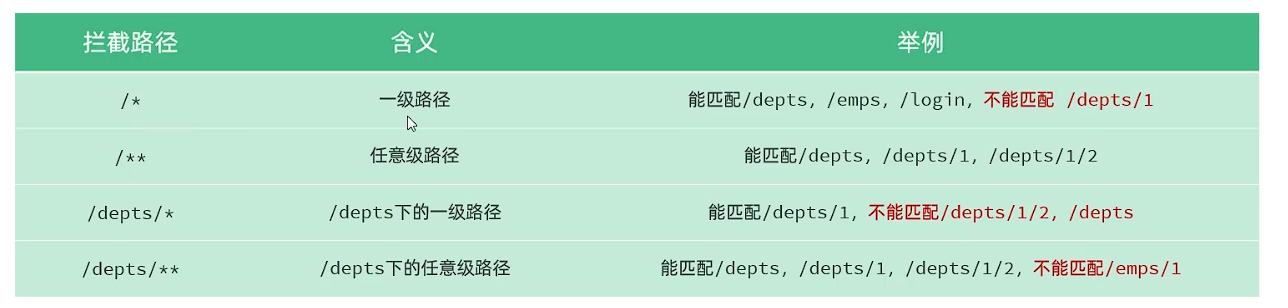 拦截路径 含义 举例
/* 一级路径 能匹配/depts, /emps, /login, 不能匹配 /depts/1
/** 任意级路径 能匹配/depts, /depts/1, /depts/1/2
/depts/* /depts下的一级路径 能匹配/depts/1, 不能匹配/depts/1/2, /depts
/depts/** /depts下的任意级路径 能匹配/depts, /depts/1, /depts/1/2, 不能匹配/emps/1